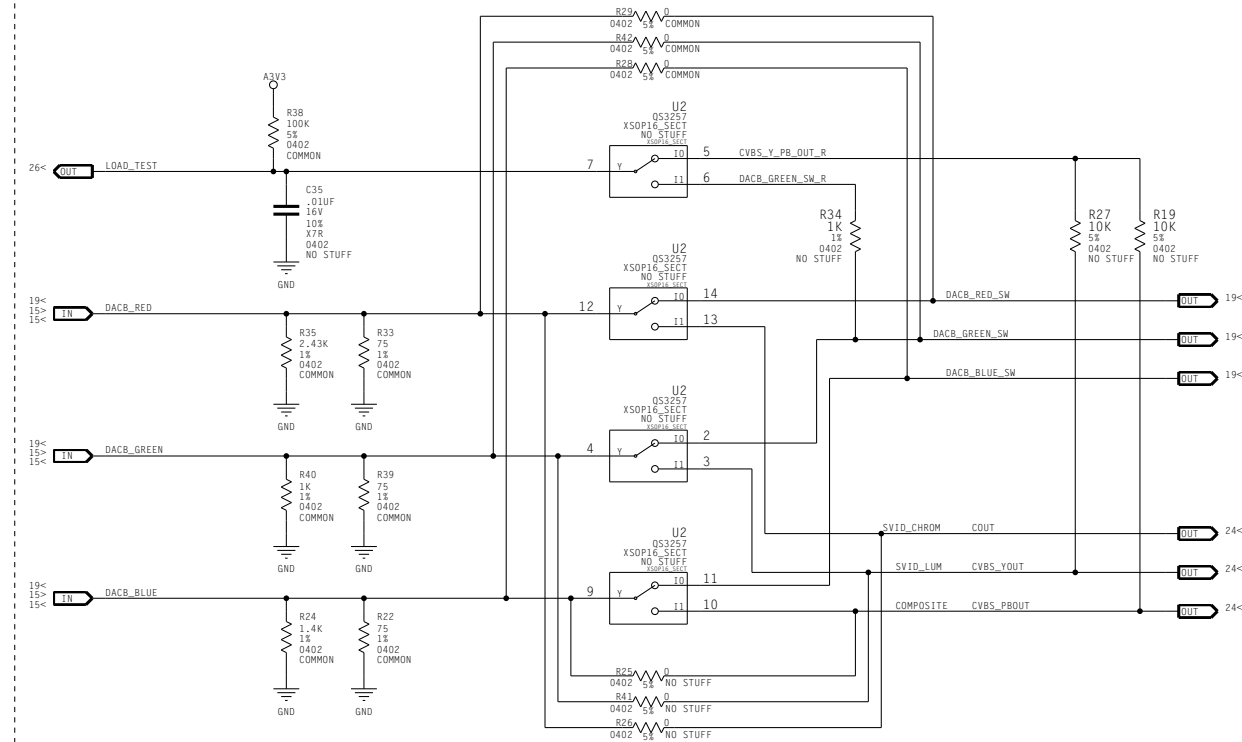 R29 0
0402 5% COMMON
R42 0
0402 5% COMMON
R28 0
0402 5% COMMON
A3V3
R38
100K
5%
0402
COMMON
U2
QS3257
XSOP16_SECT
NO STUFF
XSOP16_SECT
26< OUT LOAD_TEST
7 Y I0 5 CVBS_Y_PB_OUT_R
I1 6 DACB_GREEN_SW_R
C35
.01UF
16V
10%
X7R
0402
NO STUFF
GND
R34
1K
1%
0402
NO STUFF
R27
10K
5%
0402
NO STUFF
R19
10K
5%
0402
NO STUFF
U2
QS3257
XSOP16_SECT
NO STUFF
XSOP16_SECT
19<
15>
15<
IN DACB_RED
12 Y I0 14
I1 13
DACB_RED_SW OUT 19<
DACB_GREEN_SW OUT 19<
DACB_BLUE_SW OUT 19<
R35
2.43K
1%
0402
COMMON
GND
R33
75
1%
0402
COMMON
GND
U2
QS3257
XSOP16_SECT
NO STUFF
XSOP16_SECT
19<
15>
15<
IN DACB_GREEN
4 Y I0 2
I1 3
R40
1K
1%
0402
COMMON
GND
R39
75
1%
0402
COMMON
GND
U2
QS3257
XSOP16_SECT
NO STUFF
XSOP16_SECT
SVID_CHROM COUT OUT 24<
SVID_LUM CVBS_YOUT OUT 24<
COMPOSITE CVBS_PBOUT OUT 24<
19<
15>
15<
IN DACB_BLUE
9 Y I0 11
I1 10
R24
1.4K
1%
0402
COMMON
GND
R22
75
1%
0402
COMMON
GND
R25 0
0402 5% NO STUFF
R41 0
0402 5% NO STUFF
R26 0
0402 5% NO STUFF